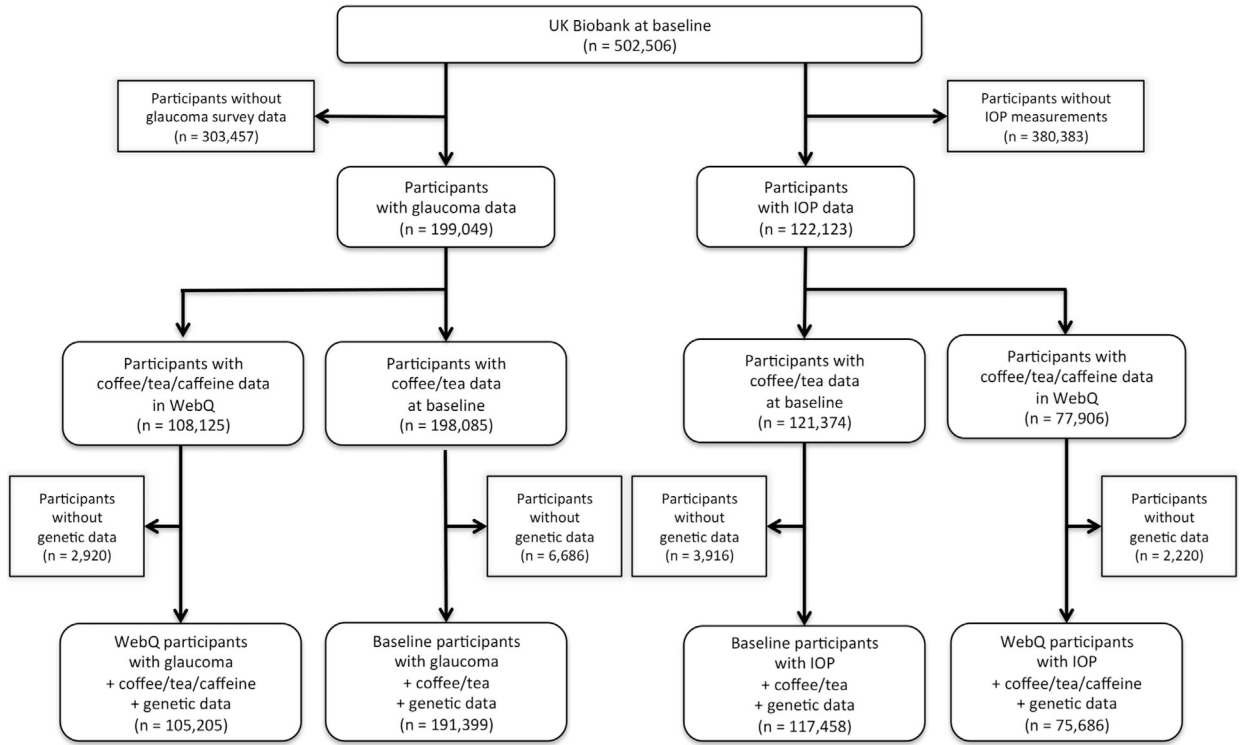 UK Biobank at baseline
(n = 502,506)
Participants without
glaucoma survey data
(n = 303,457)
Participants without
IOP measurements
(n = 380,383)
Participants
with glaucoma data
(n = 199,049)
Participants
with IOP data
(n = 122,123)
Participants with
coffee/tea/caffeine data
in WebQ
(n = 108,125)
Participants with
coffee/tea data
at baseline
(n = 198,085)
Participants with
coffee/tea data
at baseline
(n = 121,374)
Participants with
coffee/tea/caffeine data
in WebQ
(n = 77,906)
Participants
without
genetic data
(n = 2,920)
Participants
without
genetic data
(n = 6,686)
Participants
without
genetic data
(n = 3,916)
Participants
without
genetic data
(n = 2,220)
WebQ participants
with glaucoma
+ coffee/tea/caffeine
+ genetic data
(n = 105,205)
Baseline participants
with glaucoma
+ coffee/tea
+ genetic data
(n = 191,399)
Baseline participants
with IOP
+ coffee/tea
+ genetic data
(n = 117,458)
WebQ participants
with IOP
+ coffee/tea/caffeine
+ genetic data
(n = 75,686)